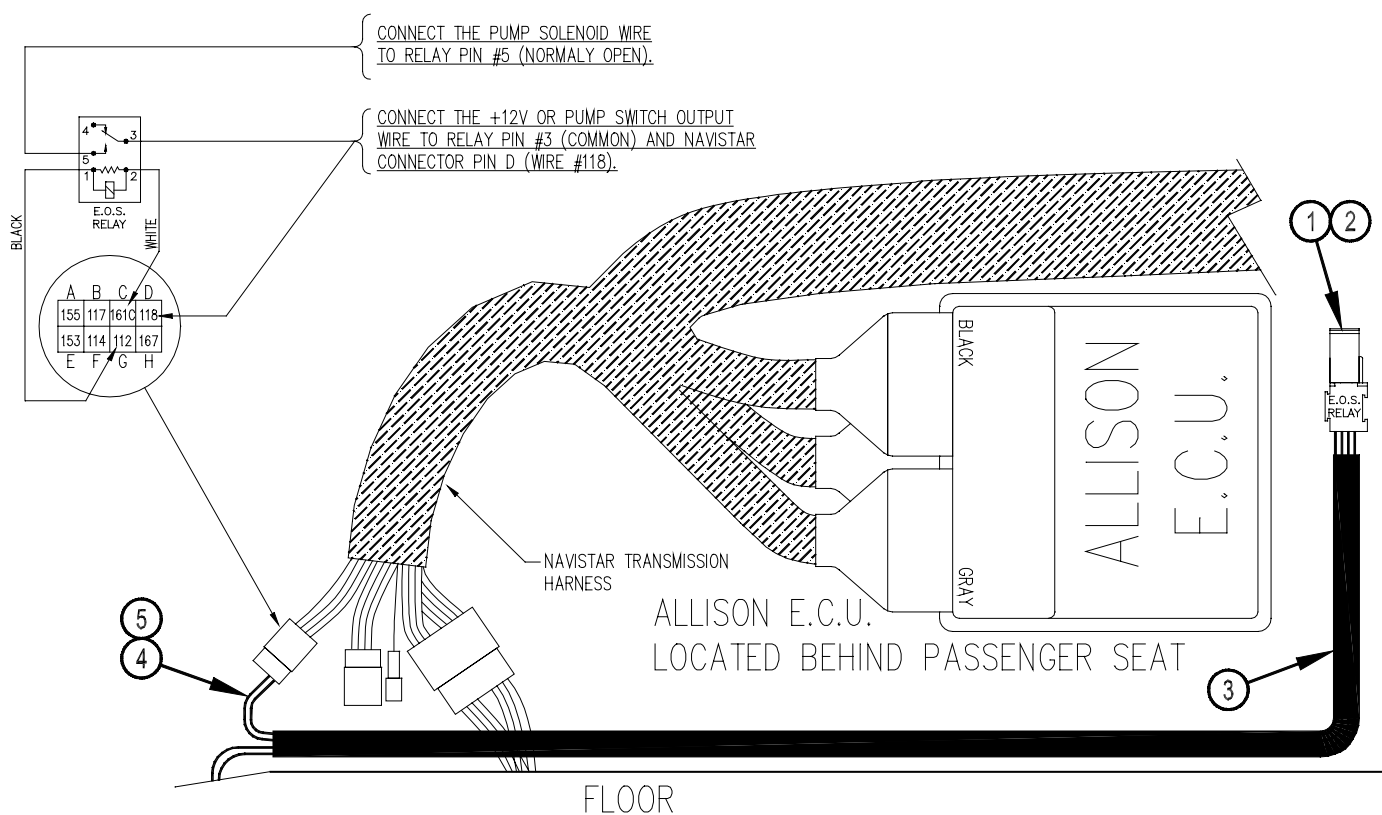 CONNECT THE PUMP SOLENOID WIRE
TO RELAY PIN #5 (NORMALY OPEN).
CONNECT THE +12V OR PUMP SWITCH OUTPUT
WIRE TO RELAY PIN #3 (COMMON) AND NAVISTAR
CONNECTOR PIN D (WIRE #118).
4
3
5
1
2
E.O.S.
RELAY
BLACK
WHITE
A B C D
155 117 161C 118
153 114 112 167
E F G H
1 2
BLACK
GRAY
ALLISON
E.C.U.
E.O.S.
RELAY
NAVISTAR TRANSMISSION
HARNESS
ALLISON E.C.U.
LOCATED BEHIND PASSENGER SEAT
5
4
3
FLOOR